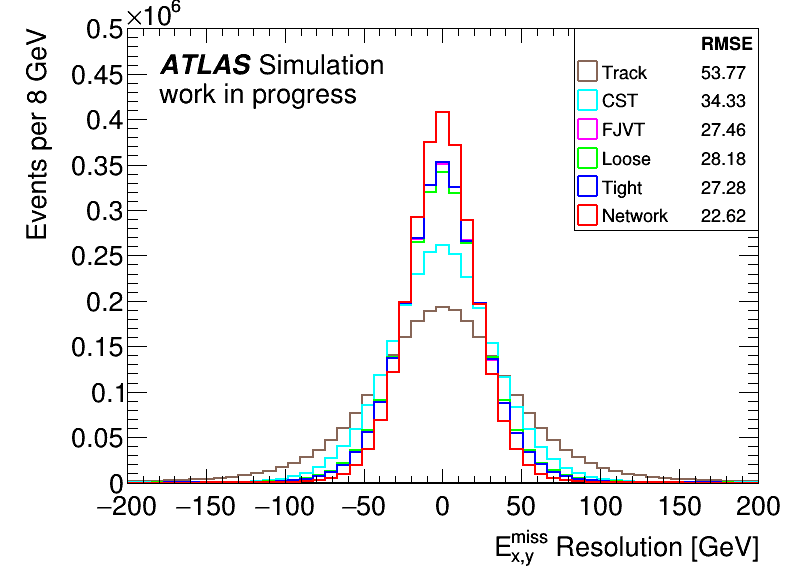 ×10⁶
Events per 8 GeV
0.5
0.45
0.4
0.35
0.3
0.25
0.2
0.15
0.1
0.05
0
ATLAS Simulation
work in progress
RMSE
Track 53.77
CST 34.33
FJVT 27.46
Loose 28.18
Tight 27.28
Network 22.62
−200 −150 −100 −50 0 50 100 150 200
E_{x,y}^{miss} Resolution [GeV]